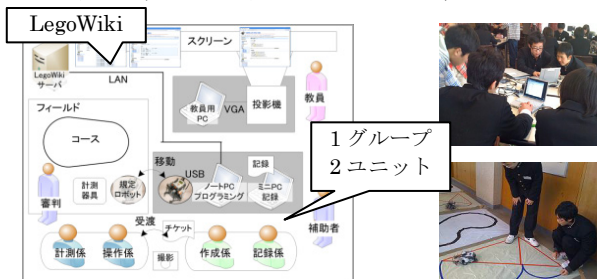 LegoWiki
スクリーン
LegoWiki
サーバ
LAN
教員用
PC
VGA
投影機
教員
フィールド
コース
1グループ
2ユニット
移動
USB
記録
計測
器具
規定
ロボット
ノートPC
プログラミング
ミニPC
記録
審判
受渡
チケット
補助者
計測係
操作係
撮影
作成係
記録係